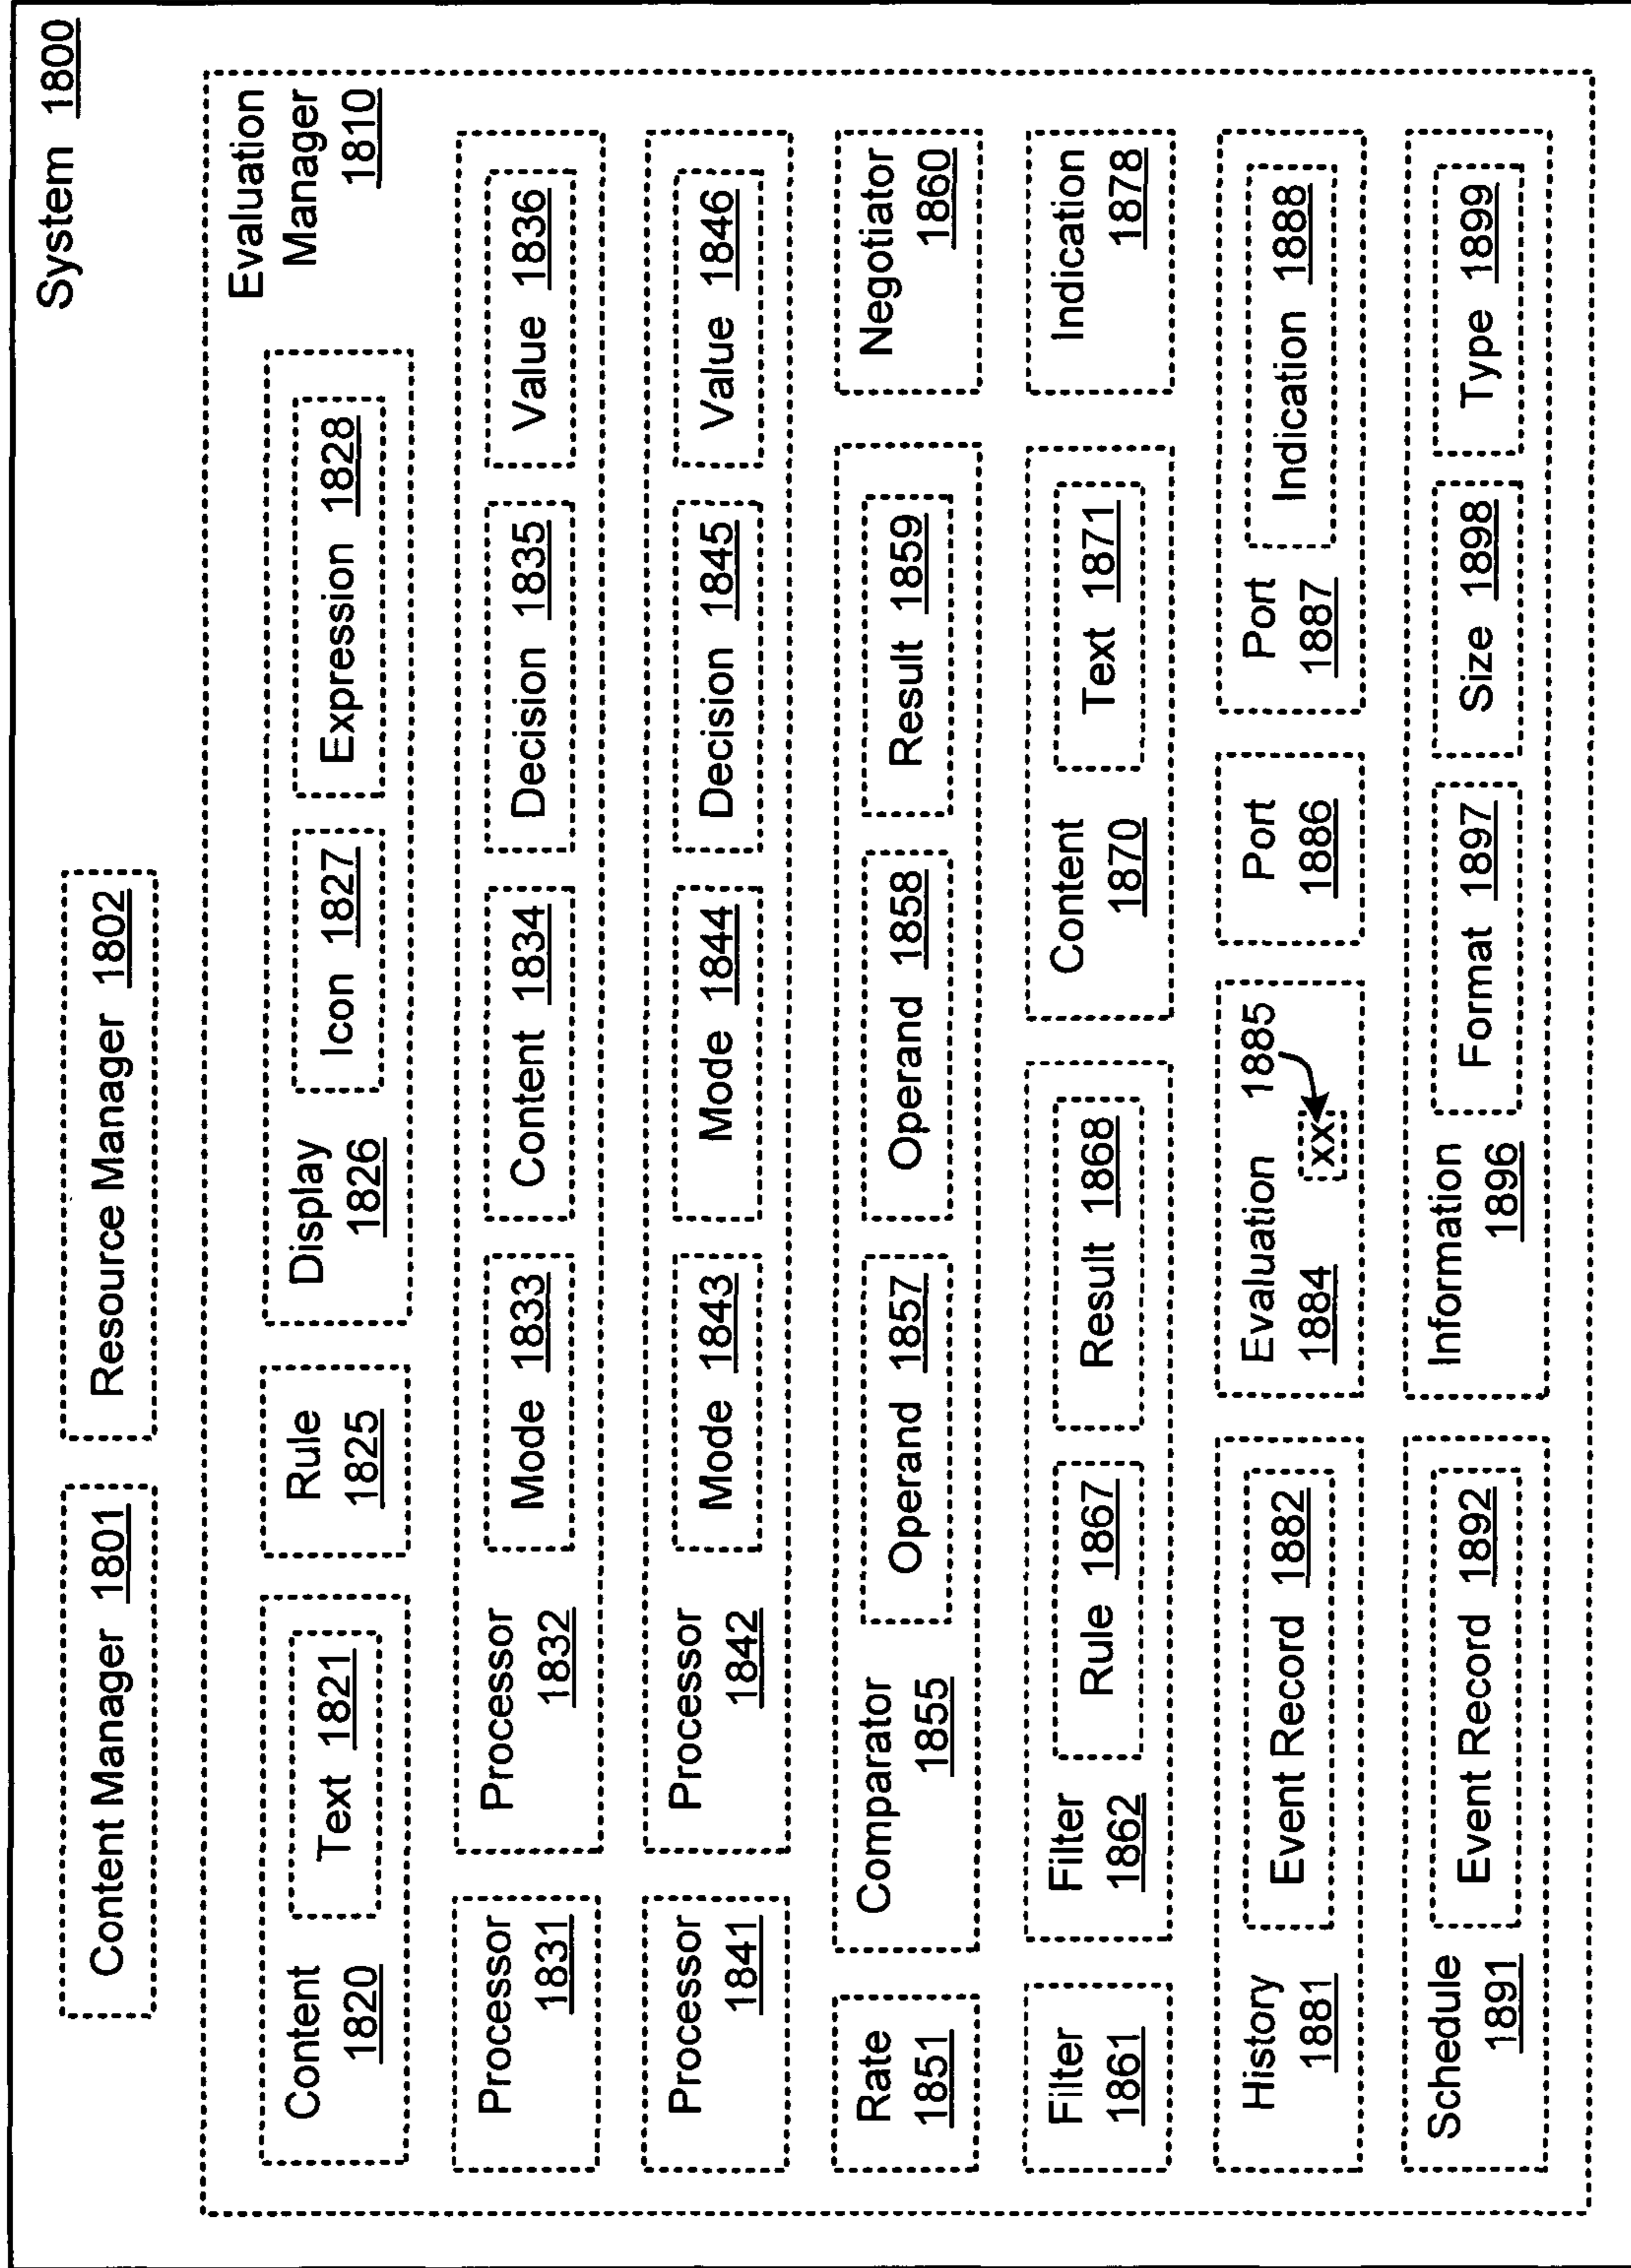 System 1800
Content Manager 1801
Resource Manager 1802
Evaluation
Manager
1810
Content
1820
Text 1821
Rule
1825
Display
1826
Icon 1827
Expression 1828
Processor
1831
Processor
1832
Mode 1833
Content 1834
Decision 1835
Value 1836
Processor
1841
Processor
1842
Mode 1843
Mode 1844
Decision 1845
Value 1846
Rate
1851
Comparator
1855
Operand 1857
Operand 1858
Result 1859
Negotiator
1860
Filter
1861
Filter
1862
Rule 1867
Result 1868
Content
1870
Text 1871
Indication
1878
History
1881
Event Record 1882
Evaluation
1884
1885
xx
Port
1886
Port
1887
Indication 1888
Schedule
1891
Event Record 1892
Information
1896
Format 1897
Size 1898
Type 1899